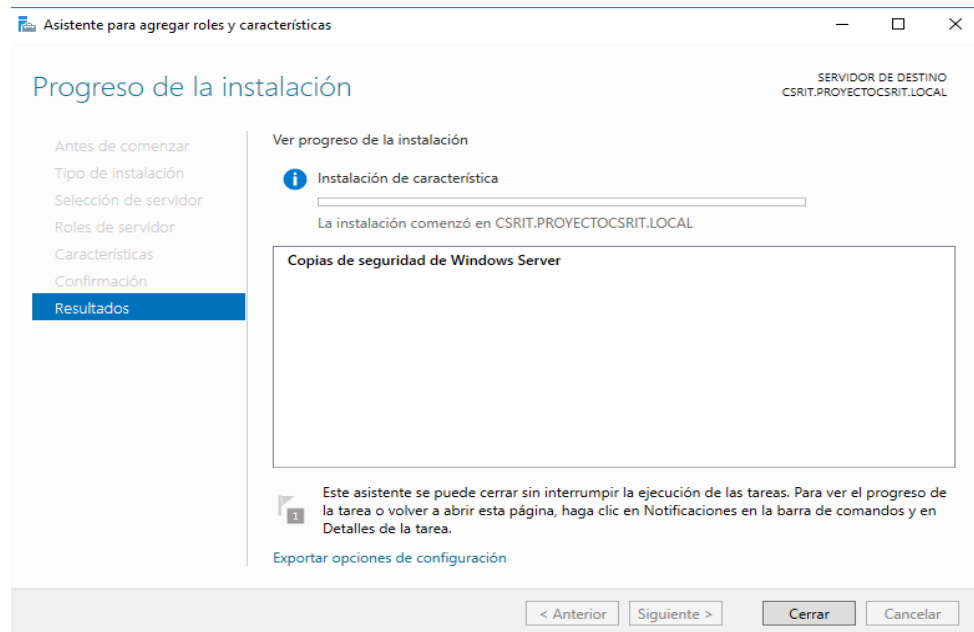 Asistente para agregar roles y características
Progreso de la instalación
SERVIDOR DE DESTINO
CSRIT.PROYECTOCSRIT.LOCAL
Antes de comenzar
Tipo de instalación
Selección de servidor
Roles de servidor
Características
Confirmación
Resultados
Ver progreso de la instalación
Instalación de característica
La instalación comenzó en CSRIT.PROYECTOCSRIT.LOCAL
Copias de seguridad de Windows Server
1
Este asistente se puede cerrar sin interrumpir la ejecución de las tareas. Para ver el progreso de
la tarea o volver a abrir esta página, haga clic en Notificaciones en la barra de comandos y en
Detalles de la tarea.
Exportar opciones de configuración
< Anterior
Siguiente >
Cerrar
Cancelar